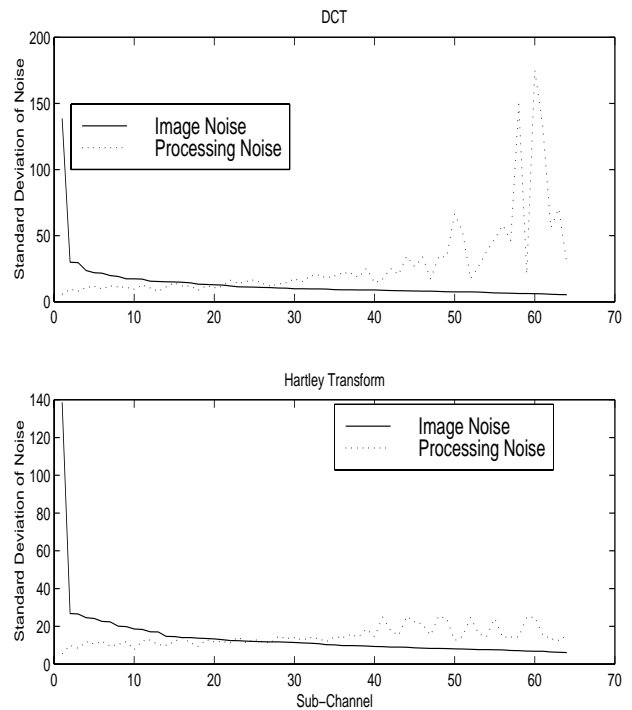 DCT
200
150
100
50
0
Standard Deviation of Noise
Image Noise
Processing Noise
0 10 20 30 40 50 60 70
Hartley Transform
140
120
100
80
60
40
20
0
Standard Deviation of Noise
Image Noise
Processing Noise
0 10 20 30 40 50 60 70
Sub-Channel